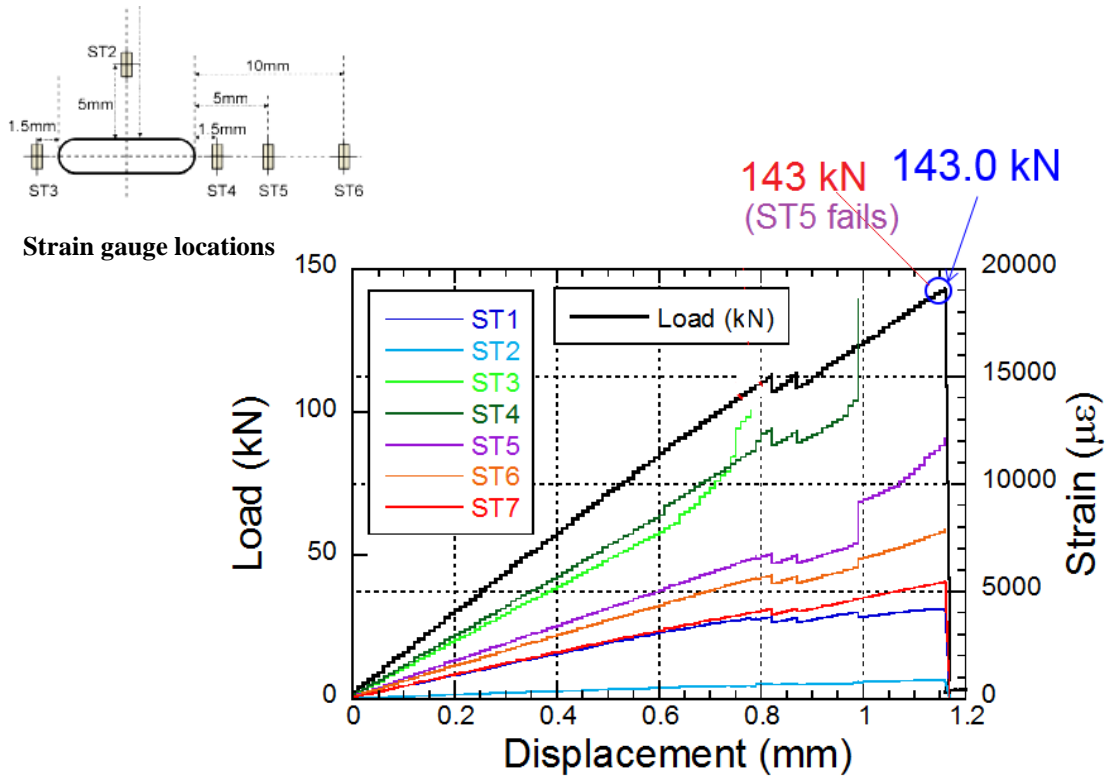 ST2
10mm
5mm
5mm
1.5mm
1.5mm
ST3
ST4
ST5
ST6
Strain gauge locations
143 kN
143.0 kN
(ST5 fails)
150
20000
ST1
ST2
ST3
ST4
ST5
ST6
ST7
Load (kN)
15000
100
10000
50
5000
0
0
Load (kN)
Strain (με)
0
0.2
0.4
0.6
0.8
1
1.2
Displacement (mm)